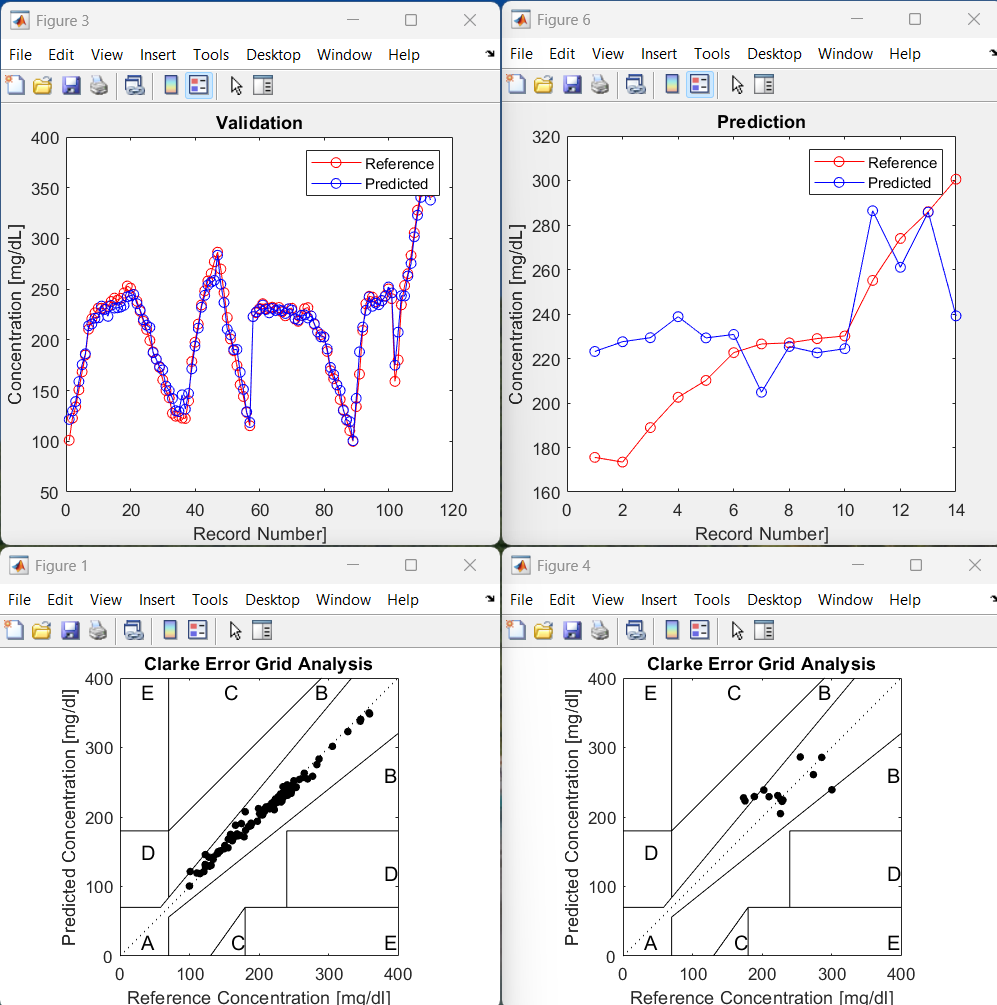 Figure 3
File Edit View Insert Tools Desktop Window Help
Validation
Concentration [mg/dL]
400
350
300
250
200
150
100
50
0 20 40 60 80 100 120
Record Number]
Reference
Predicted
Figure 6
File Edit View Insert Tools Desktop Window Help
Prediction
Concentration [mg/dL]
320
300
280
260
240
220
200
180
160
0 2 4 6 8 10 12 14
Record Number]
Reference
Predicted
Figure 1
File Edit View Insert Tools Desktop Window Help
Clarke Error Grid Analysis
Predicted Concentration [mg/dl]
400
300
200
100
0
E C B
B
D D
A C E
0 100 200 300 400
Reference Concentration [mg/dl]
Figure 4
File Edit View Insert Tools Desktop Window Help
Clarke Error Grid Analysis
Predicted Concentration [mg/dl]
400
300
200
100
0
E C B
B
D D
A C E
0 100 200 300 400
Reference Concentration [mg/dl]